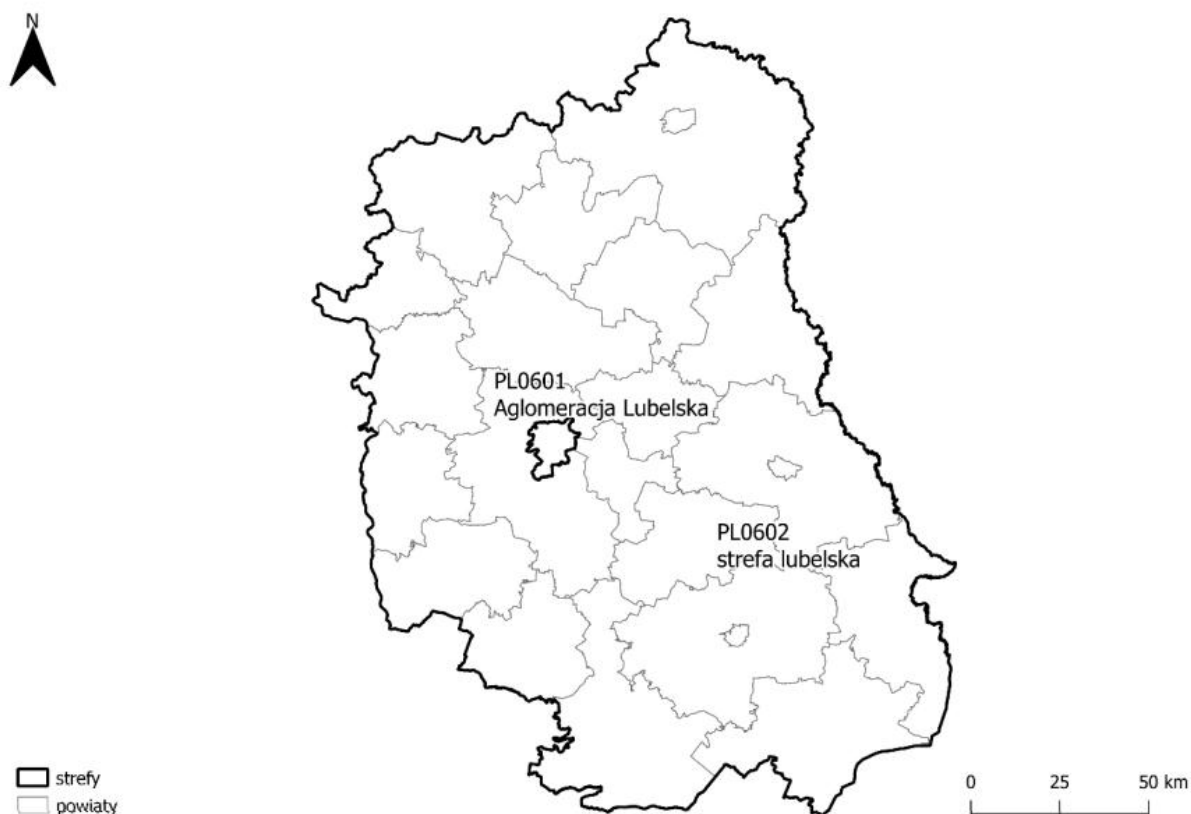 N
PL0601
Aglomeracja Lubelska
PL0602
strefa lubelska
strefy
powiaty
0 25 50 km